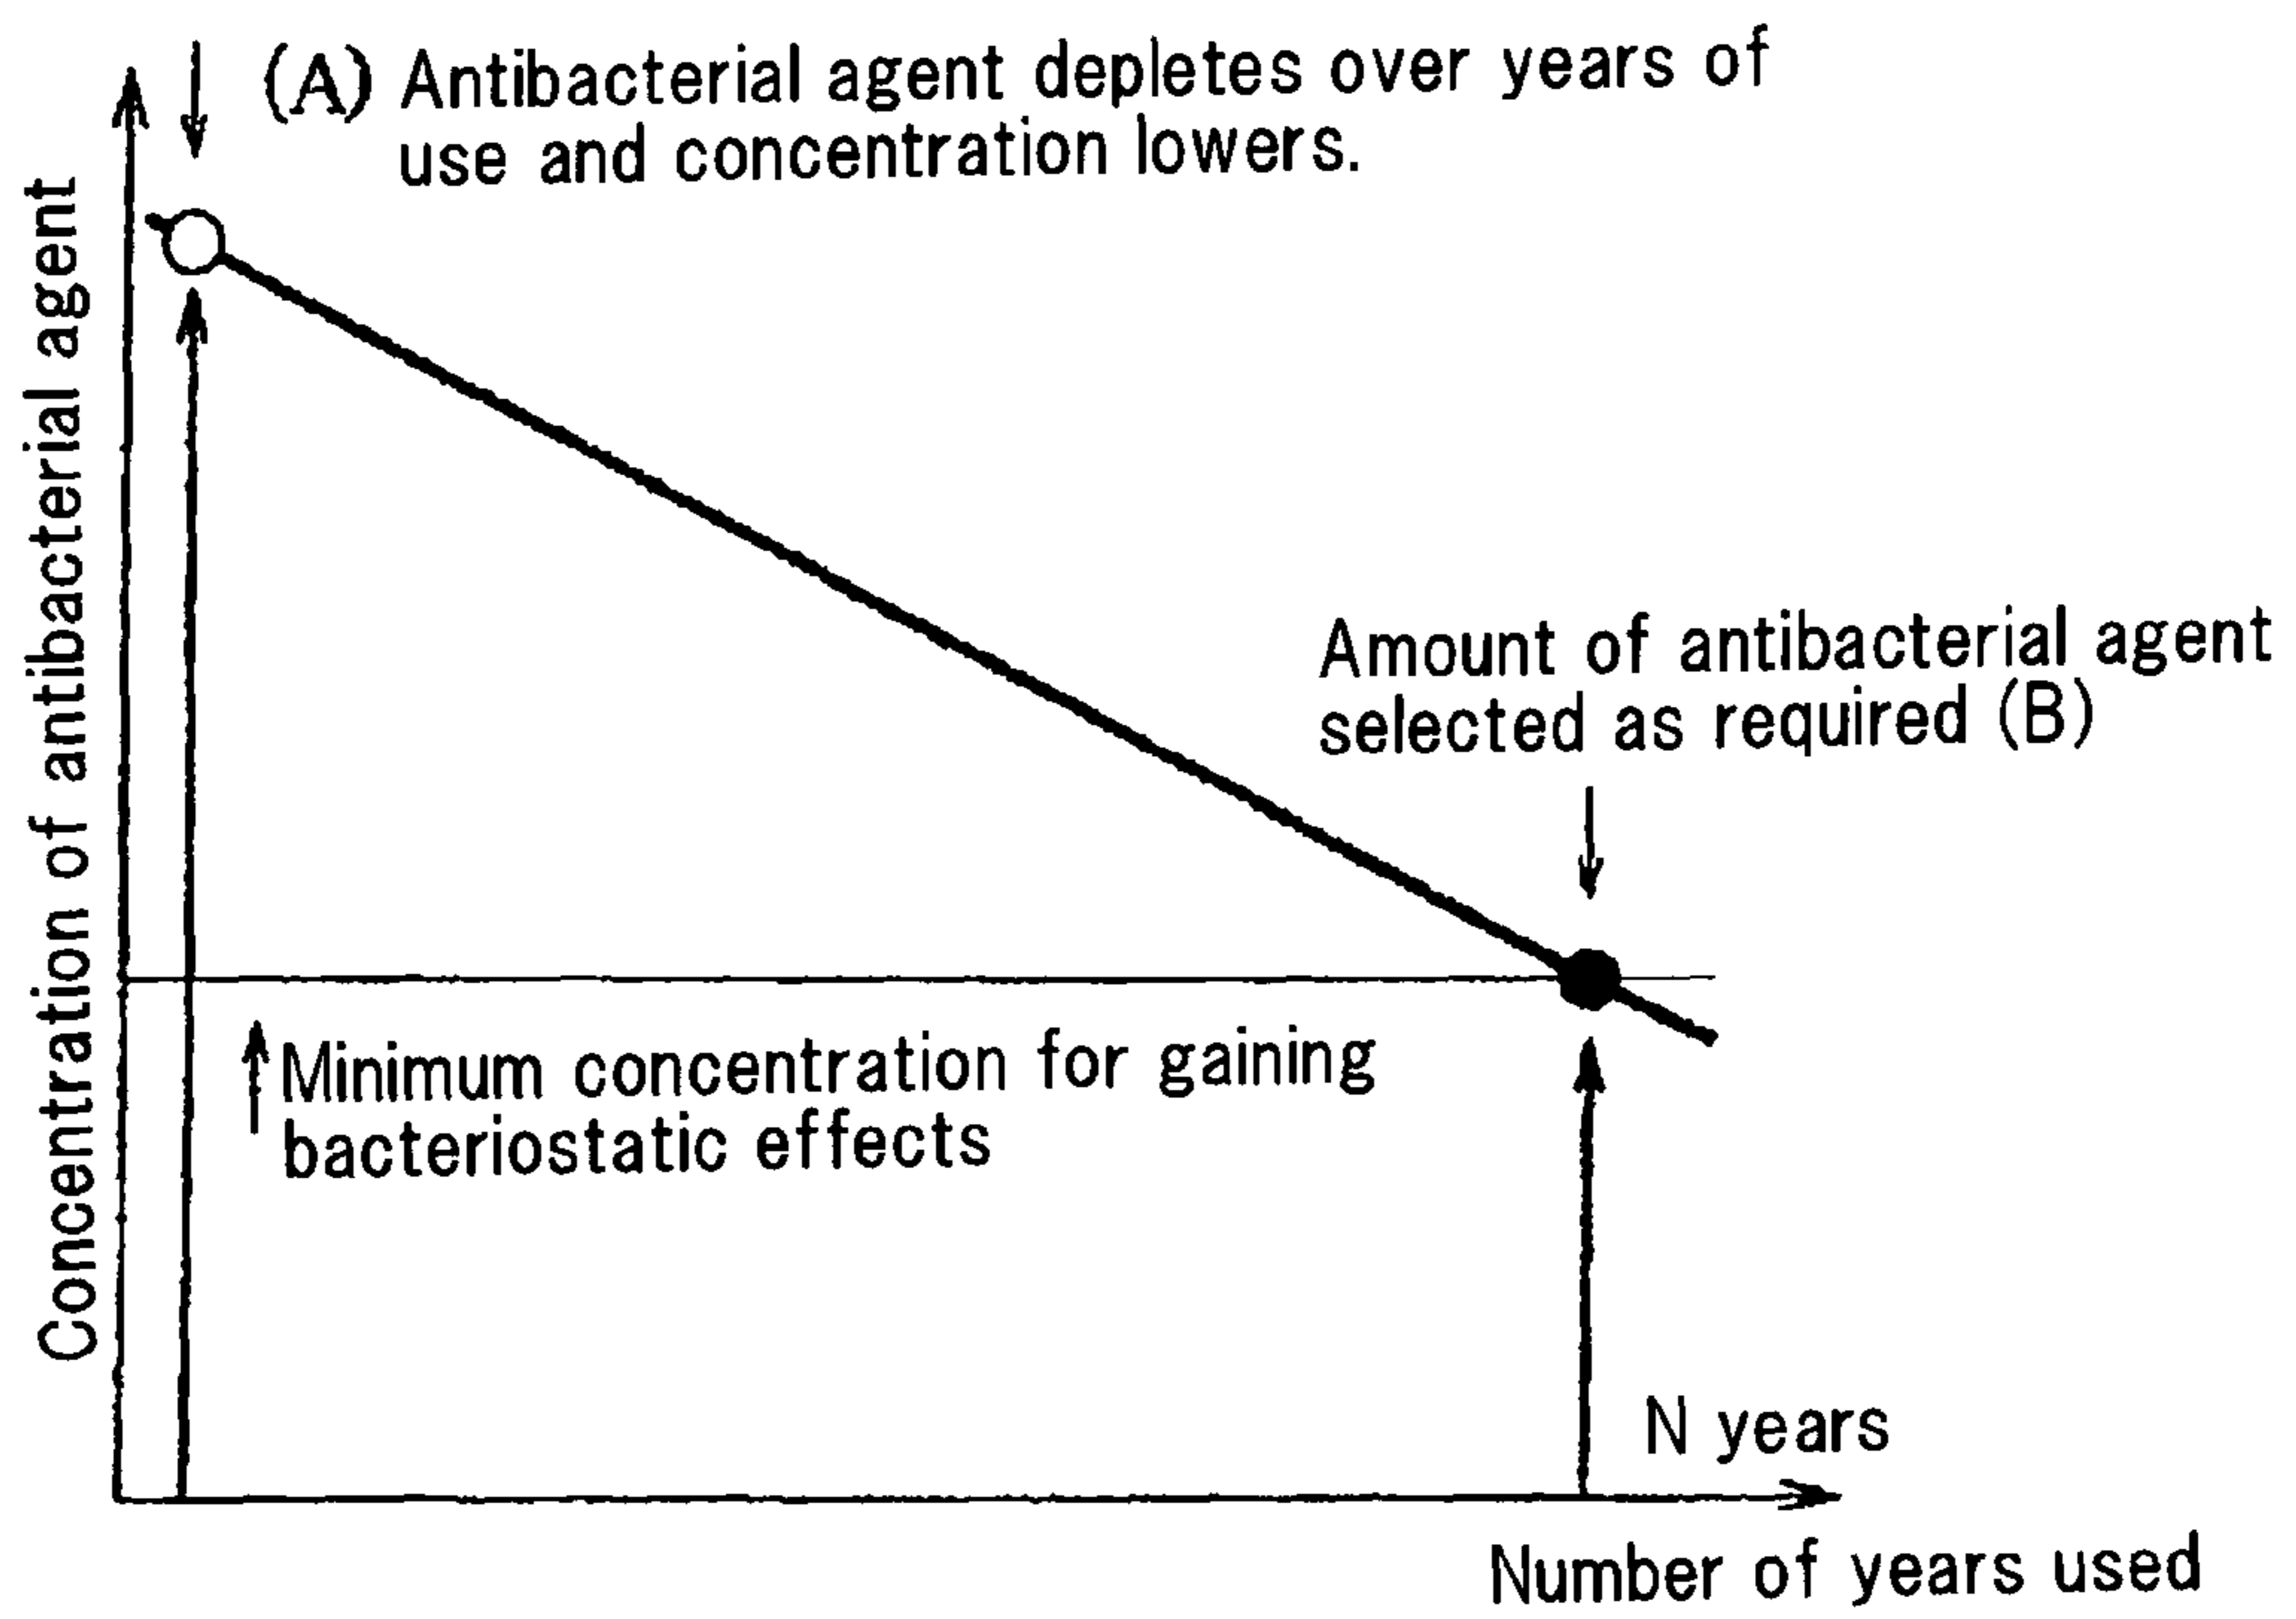 (A) Antibacterial agent depletes over years of
use and concentration lowers.
Concentration of antibacterial agent
Amount of antibacterial agent
selected as required (B)
Minimum concentration for gaining
bacteriostatic effects
N years
Number of years used